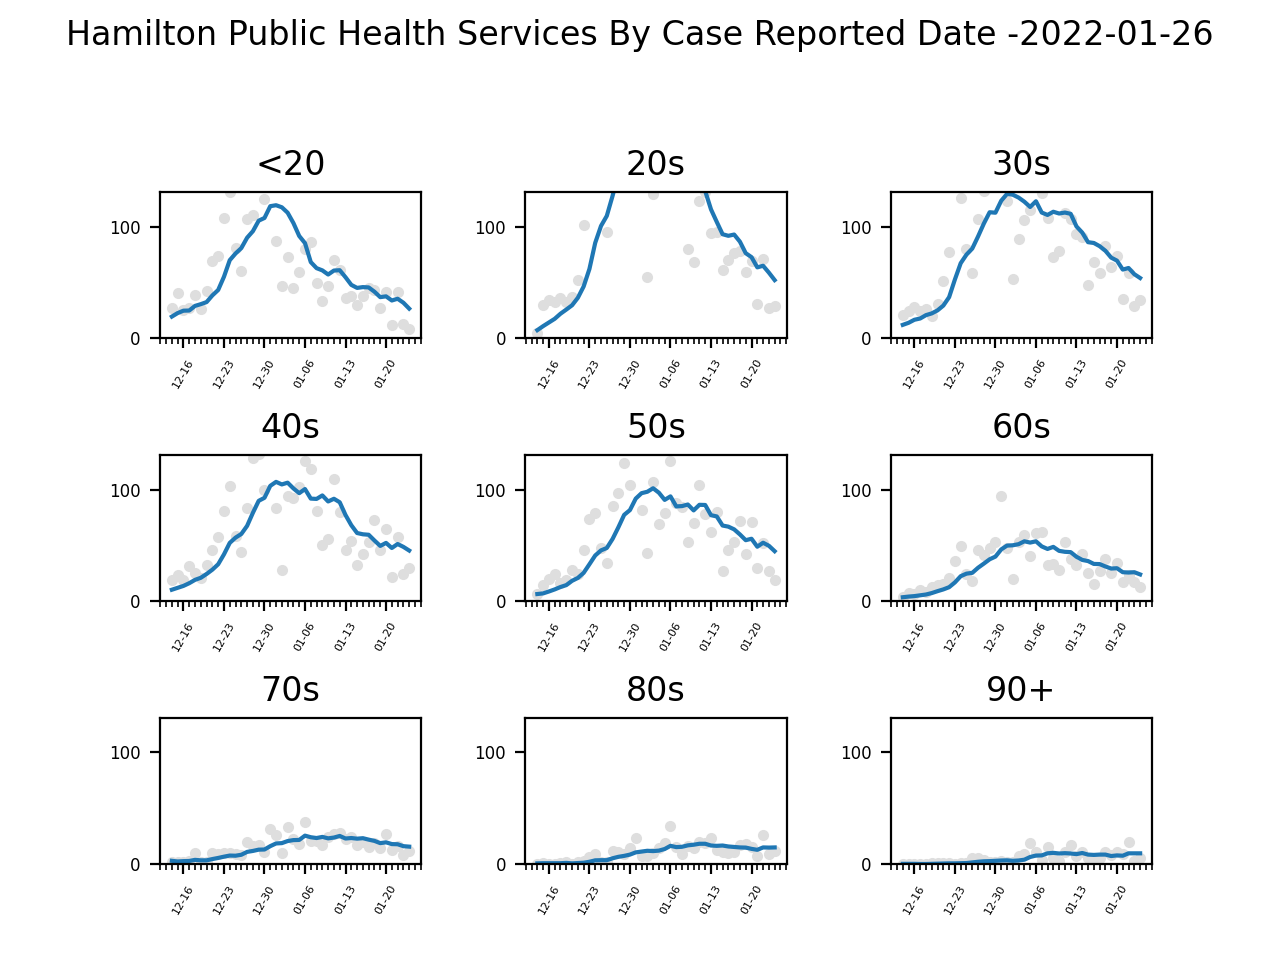 Hamilton Public Health Services By Case Reported Date -2022-01-26
<20 20s 30s
100 100 100
0 0 0
12-16 12-23 12-30 01-06 01-13 01-20 12-16 12-23 12-30 01-06 01-13 01-20 12-16 12-23 12-30 01-06 01-13 01-20
40s 50s 60s
100 100 100
0 0 0
12-16 12-23 12-30 01-06 01-13 01-20 12-16 12-23 12-30 01-06 01-13 01-20 12-16 12-23 12-30 01-06 01-13 01-20
70s 80s 90+
100 100 100
0 0 0
12-16 12-23 12-30 01-06 01-13 01-20 12-16 12-23 12-30 01-06 01-13 01-20 12-16 12-23 12-30 01-06 01-13 01-20